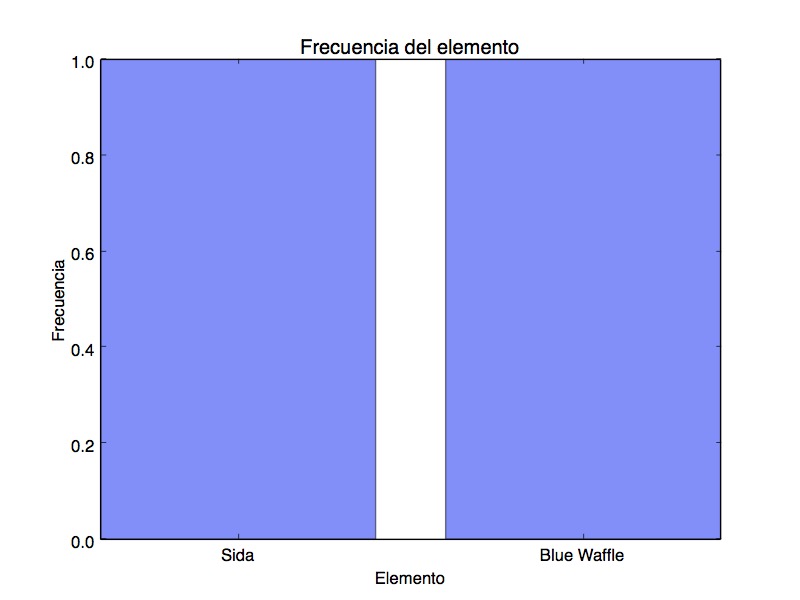 Frecuencia del elemento
1.0
0.8
0.6
0.4
0.2
0.0
Frecuencia
Sida
Blue Waffle
Elemento